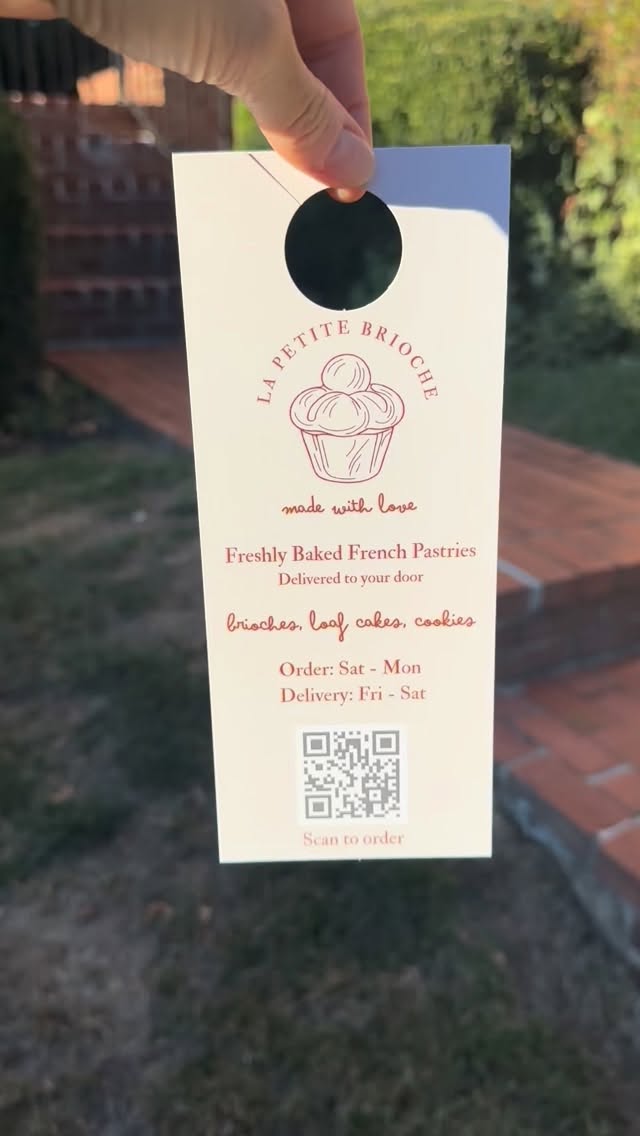 LA PETITE BRIOCHE
made with love
Freshly Baked French Pastries
Delivered to your door
brioches, loaf cakes, cookies
Order: Sat - Mon
Delivery: Fri - Sat
Scan to order